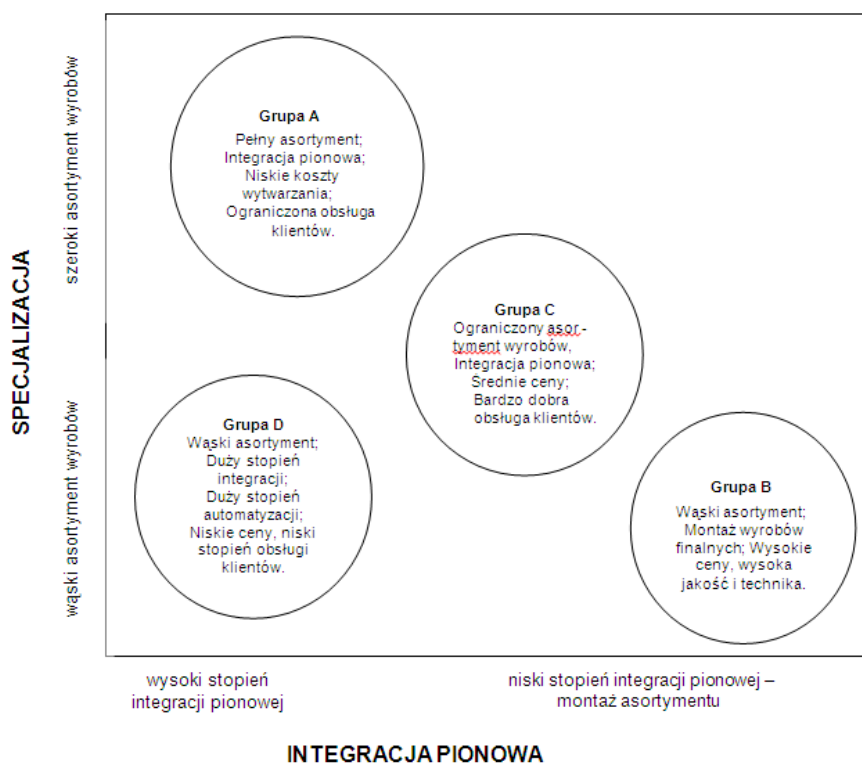 SPECJALIZACJA
szeroki asortyment wyrobów
wąski asortyment wyrobów
Grupa A
Pełny asortyment;
Integracja pionowa;
Niskie koszty
wytwarzania;
Ograniczona obsługa
klientów.
Grupa C
Ograniczony asor-
tyment wyrobów,
Integracja pionowa;
Średnie ceny;
Bardzo dobra
obsługa klientów.
Grupa D
Wąski asortyment;
Duży stopień
integracji;
Duży stopień
automatyzacji;
Niskie ceny, niski
stopień obsługi
klientów.
Grupa B
Wąski asortyment;
Montaż wyrobów
finalnych; Wysokie
ceny, wysoka
jakość i technika.
wysoki stopień
integracji pionowej
niski stopień integracji pionowej –
montaż asortymentu
INTEGRACJA PIONOWA